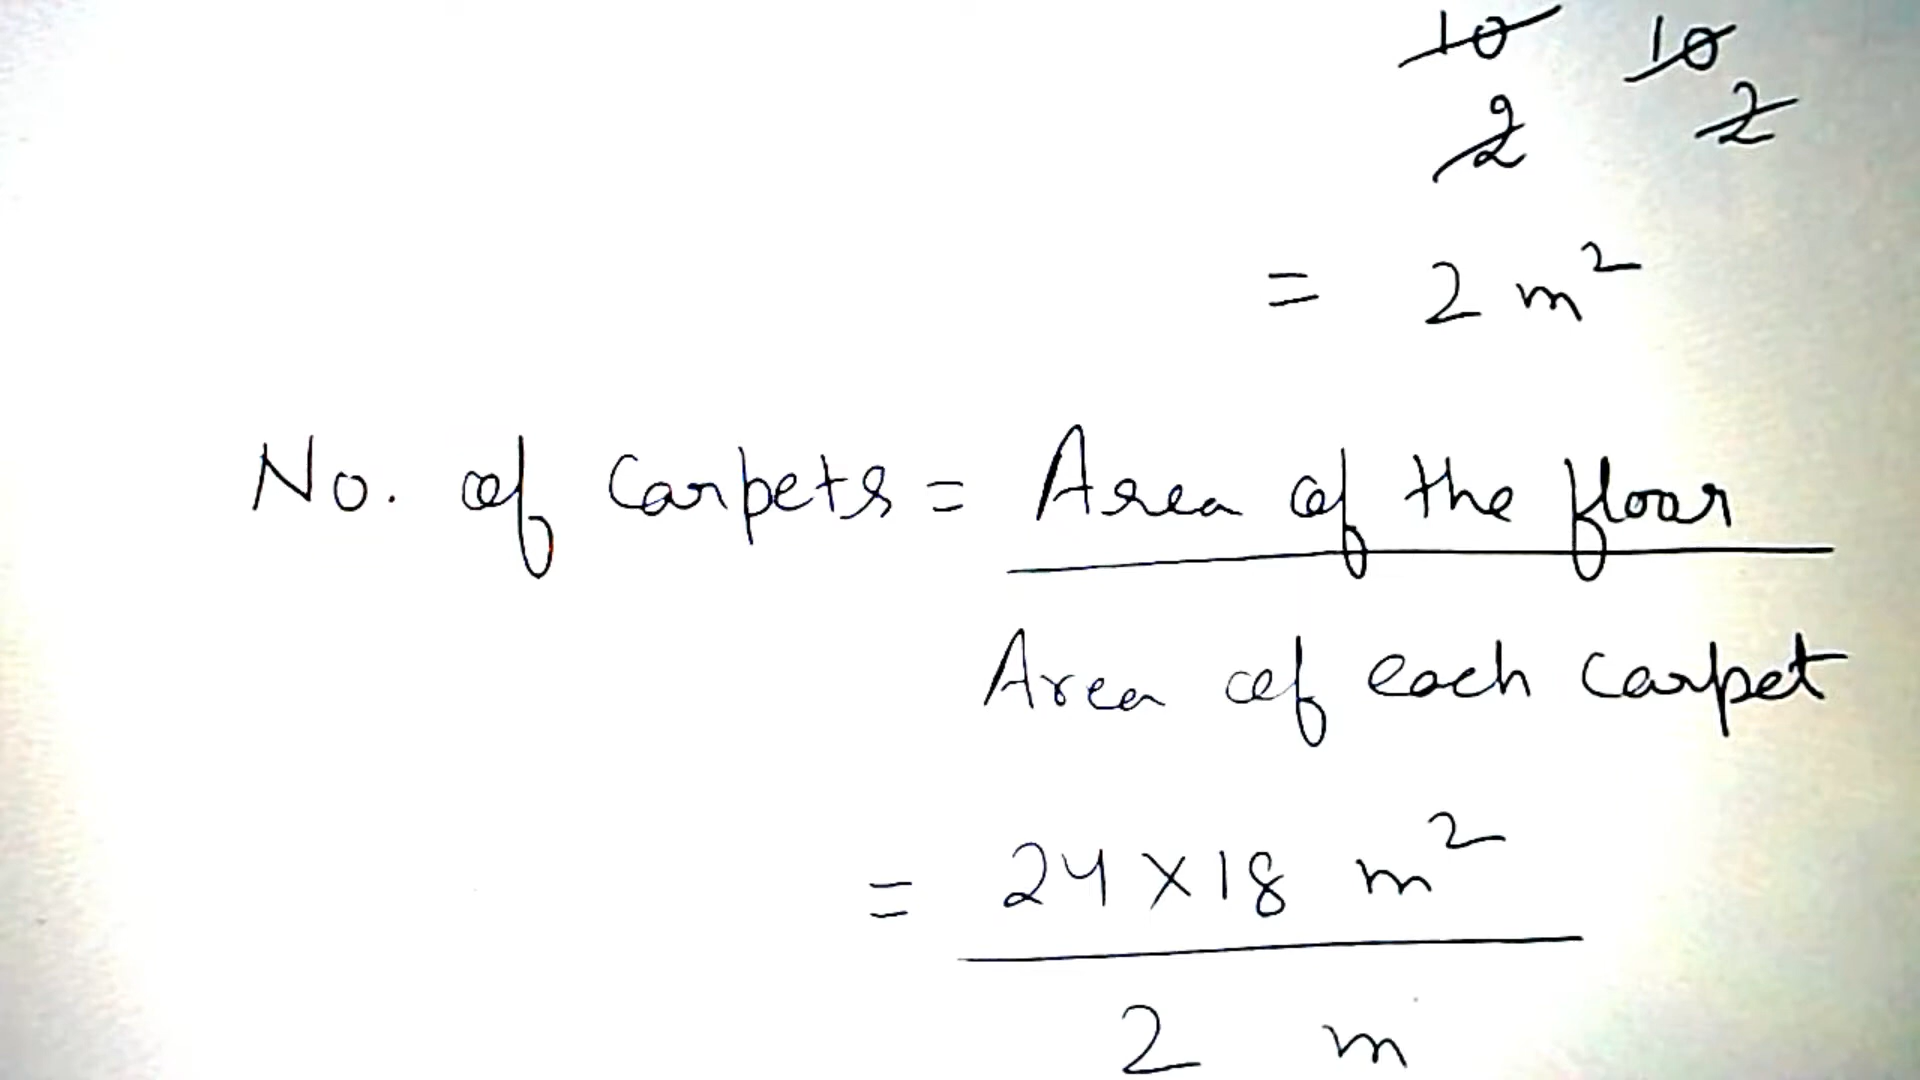 10 10
2 2
= 2 m²
No. of Carpets = Area of the floor
Area of each carpet
= 24 × 18 m²
2 m